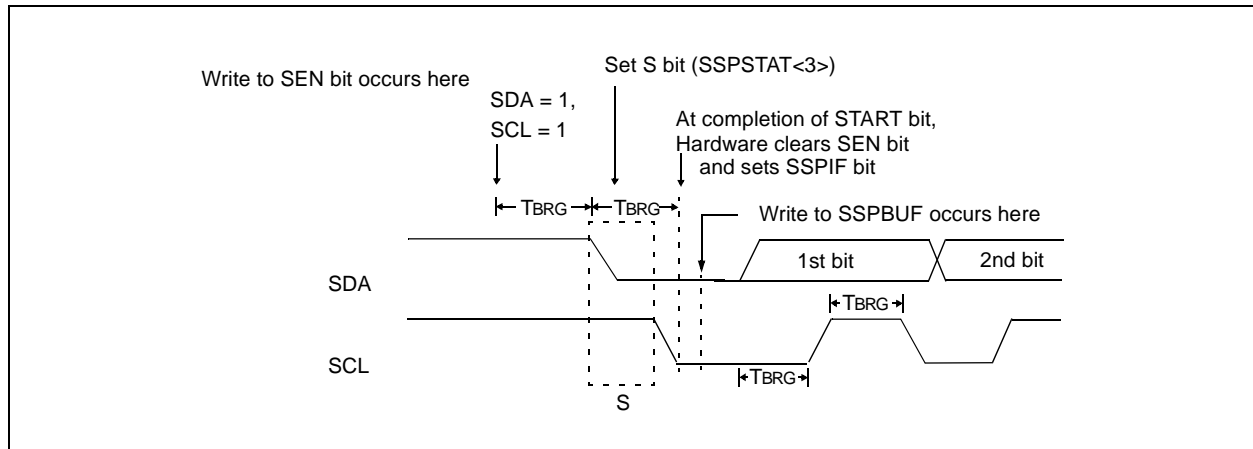 Write to SEN bit occurs here
SDA = 1,
SCL = 1
Set S bit (SSPSTAT<3>)
At completion of START bit,
Hardware clears SEN bit
and sets SSPIF bit
TBRG
TBRG
Write to SSPBUF occurs here
SDA
1st bit
2nd bit
TBRG
SCL
TBRG
S